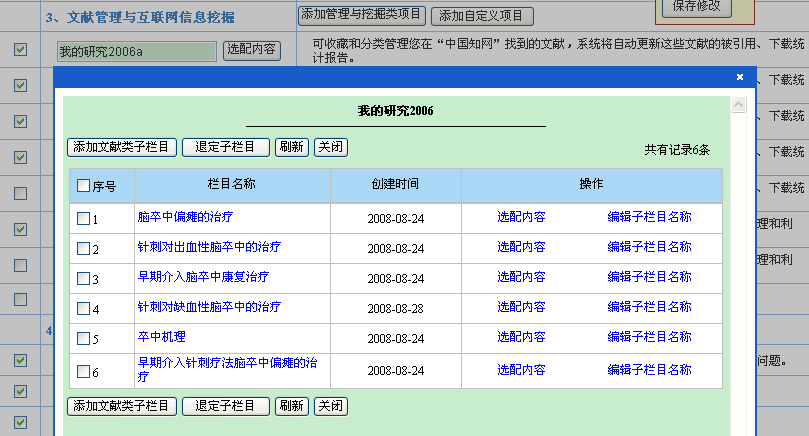 保存修改
3、文献管理与互联网信息挖掘
添加管理与挖掘类项目 添加自定义项目
我的研究2006a 选配内容 可收藏和分类管理您在“中国知网”找到的文献，系统将自动更新这些文献的被引用、下载统
计报告。
、下载统
我的研究2006
添加文献类子栏目 退定子栏目 刷新 关闭 共有记录6条
、下载统
、下载统
序号 栏目名称 创建时间 操作
、下载统
1 脑卒中偏瘫的治疗 2008-08-24 选配内容 编辑子栏目名称
理和利
2 针刺对出血性脑卒中的治疗 2008-08-24 选配内容 编辑子栏目名称
理和利
3 早期介入脑卒中康复治疗 2008-08-24 选配内容 编辑子栏目名称
4 针刺对缺血性脑卒中的治疗 2008-08-28 选配内容 编辑子栏目名称
4
5 卒中机理 2008-08-24 选配内容 编辑子栏目名称
6 早期介入针刺疗法脑卒中偏瘫的治 2008-08-24 选配内容 编辑子栏目名称
疗
问题。
添加文献类子栏目 退定子栏目 刷新 关闭